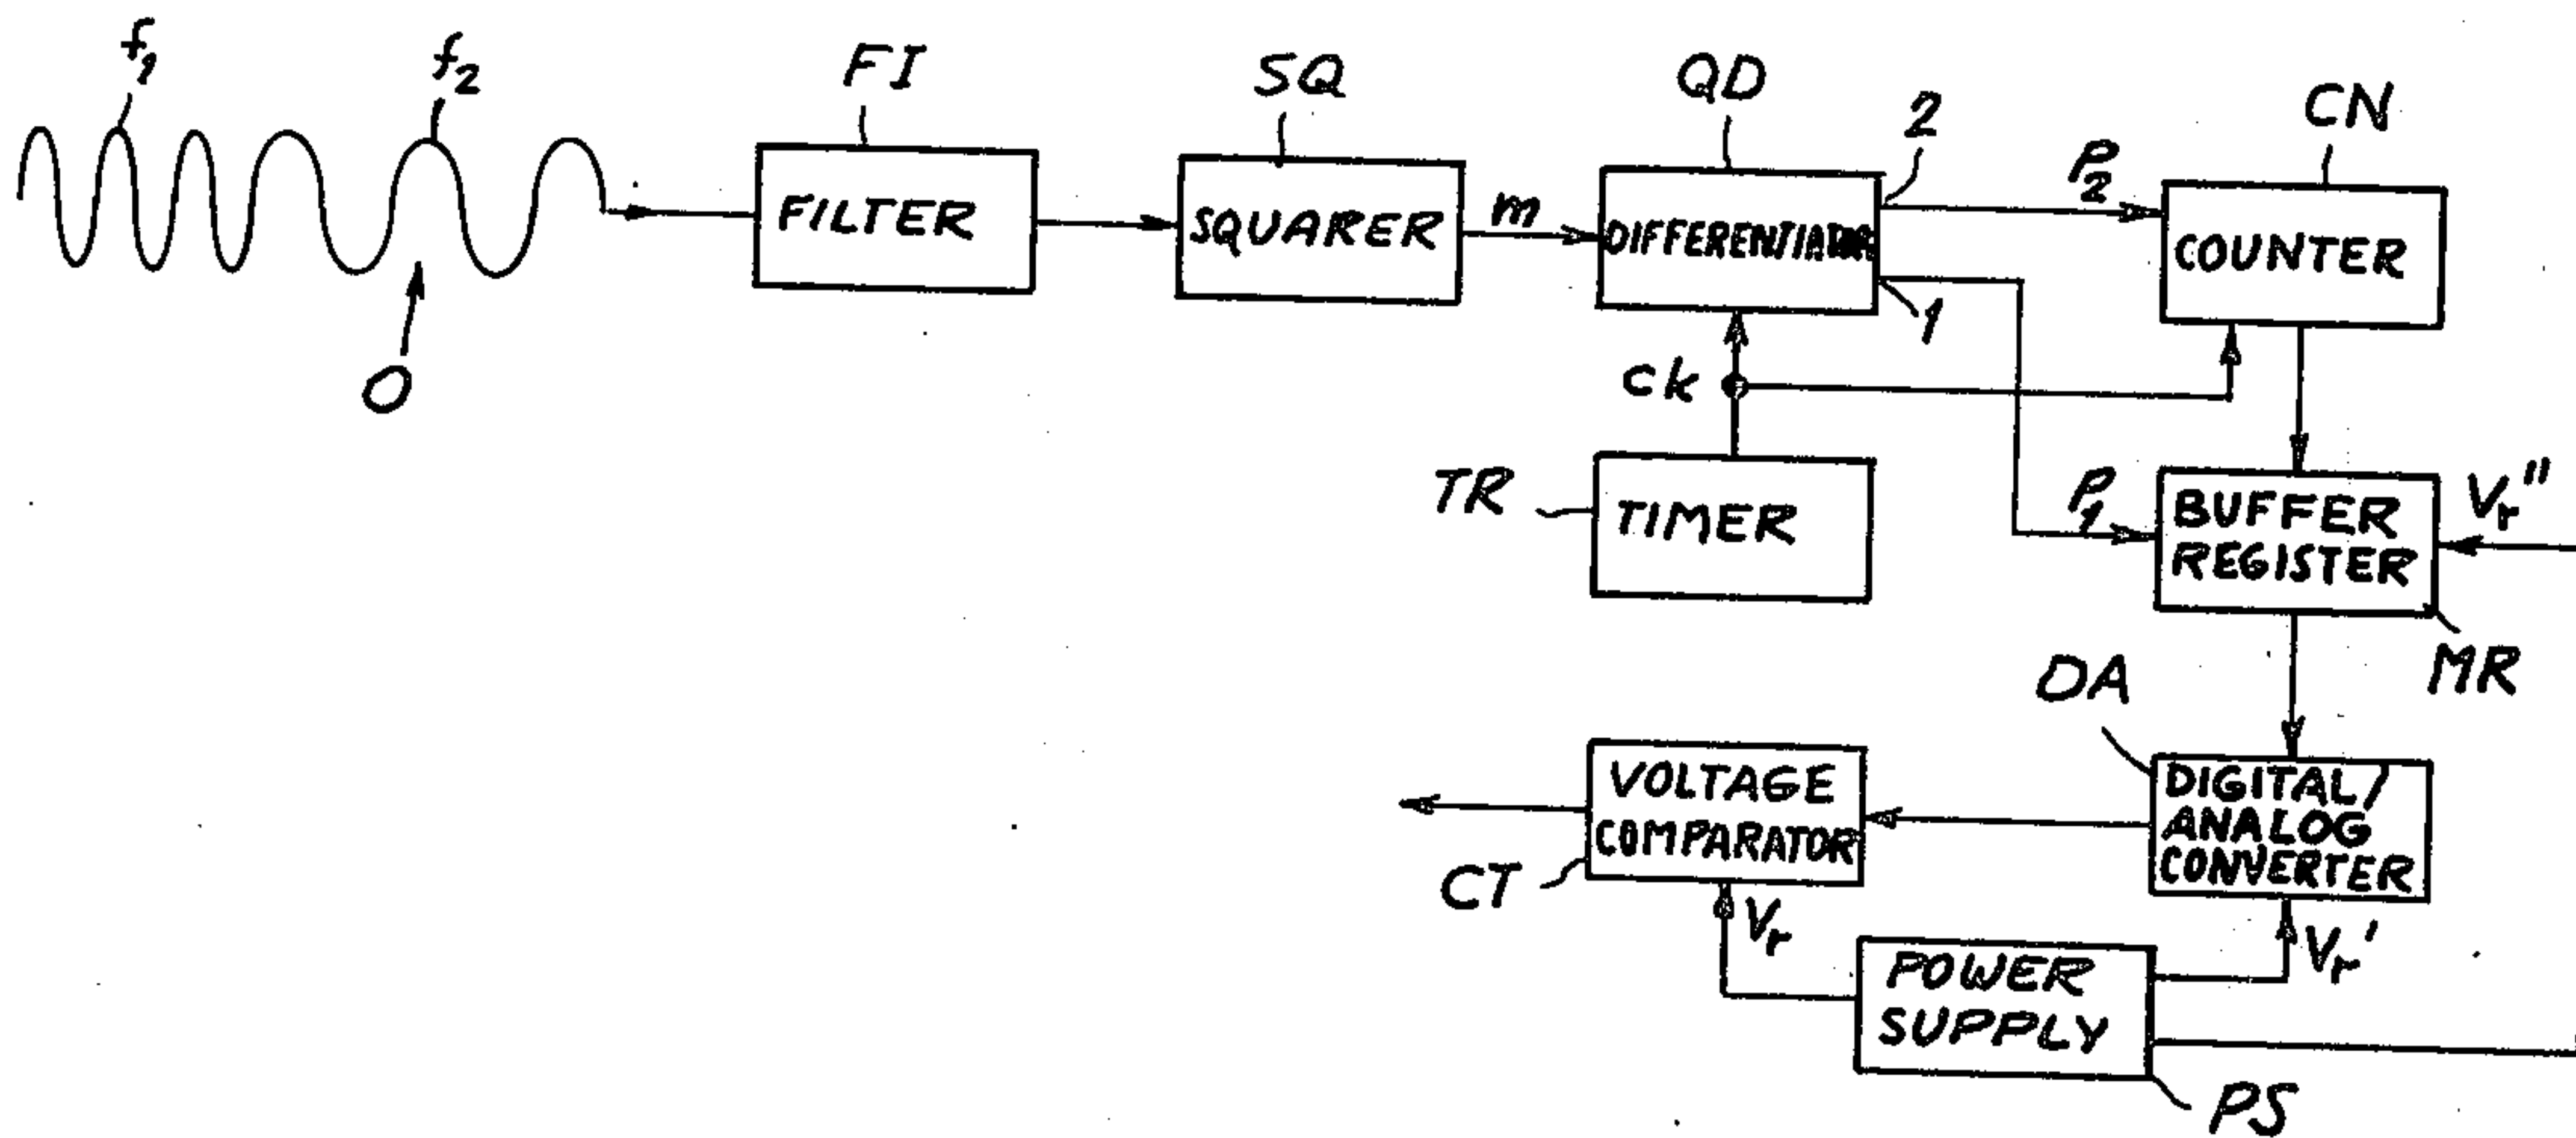 f1
f2
FI
SQ
QD
2
P2
CN
FILTER
SQUARER
m
DIFFERENTIATOR
COUNTER
1
O
ck
TR
TIMER
P1
BUFFER
REGISTER
Vr"
MR
DA
VOLTAGE
COMPARATOR
DIGITAL/
ANALOG
CONVERTER
CT
Vr
POWER
SUPPLY
Vr'
PS